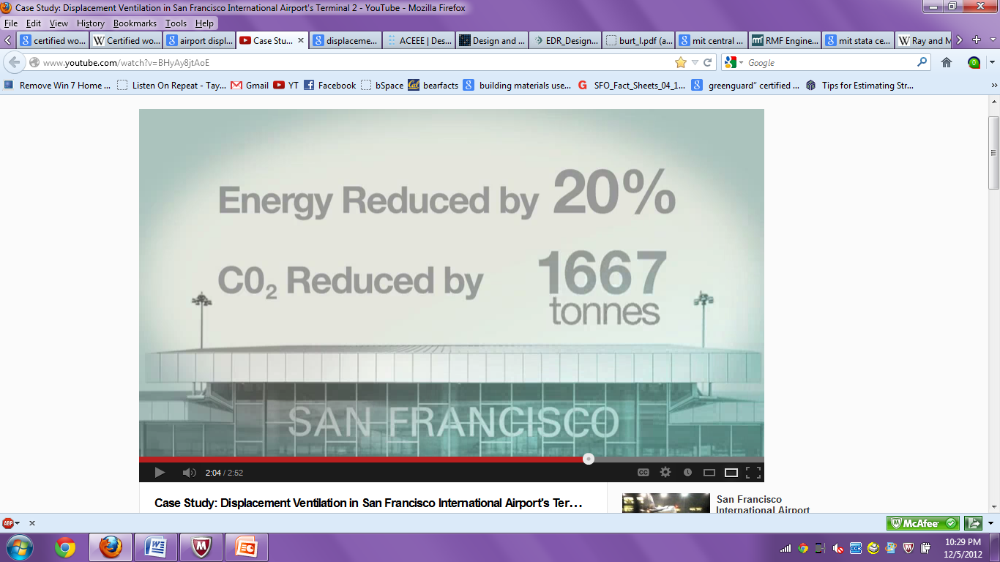 Case Study: Displacement Ventilation in San Francisco International Airport's Terminal 2 - YouTube - Mozilla Firefox
File Edit View History Bookmarks Tools Help
certified wo... Certified wo... airport displ... Case Stu... displaceme... ACEEE | Des... Design and ... EDR_Design... burt_l.pdf (a... mit central ... RMF Engine... mit stata ce... Ray and M
www.youtube.com/watch?v=BHyAy8jtAoE Google
Remove Win 7 Home ... Listen On Repeat - Tay... Gmail YT Facebook bSpace bearfacts building materials use... SFO_Fact_Sheets_04_1... greenguard" certified ... Tips for Estimating Str...
Energy Reduced by 20%
C0₂ Reduced by 1667
tonnes
SAN FRANCISCO
2:04 / 2:52
CC
Case Study: Displacement Ventilation in San Francisco International Airport's Ter...
San Francisco
International Airport
ABP
McAfee
10:29 PM
12/5/2012